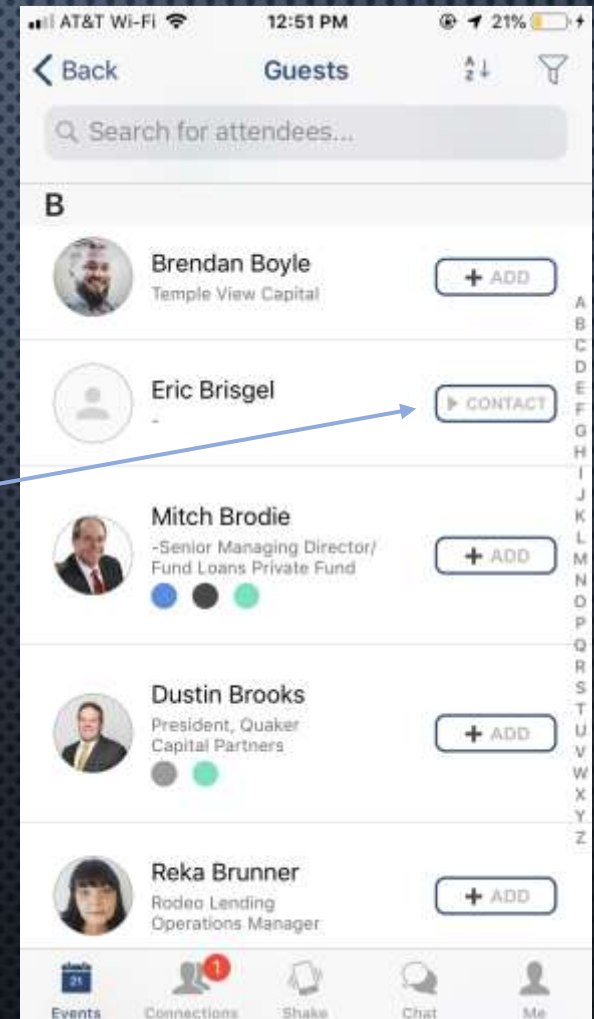 AT&T Wi-Fi 12:51 PM 21%
Back Guests A Z
Search for attendees...
B
Brendan Boyle
Temple View Capital
+ ADD
Eric Brisgel
-
CONTACT
Mitch Brodie
-Senior Managing Director/
Fund Loans Private Fund
+ ADD
Dustin Brooks
President, Quaker
Capital Partners
+ ADD
Reka Brunner
Rodeo Lending
Operations Manager
+ ADD
A
B
C
D
E
F
G
H
I
J
K
L
M
N
O
P
Q
R
S
T
U
V
W
X
Y
Z
21 1
Events Connections Shake Chat Me